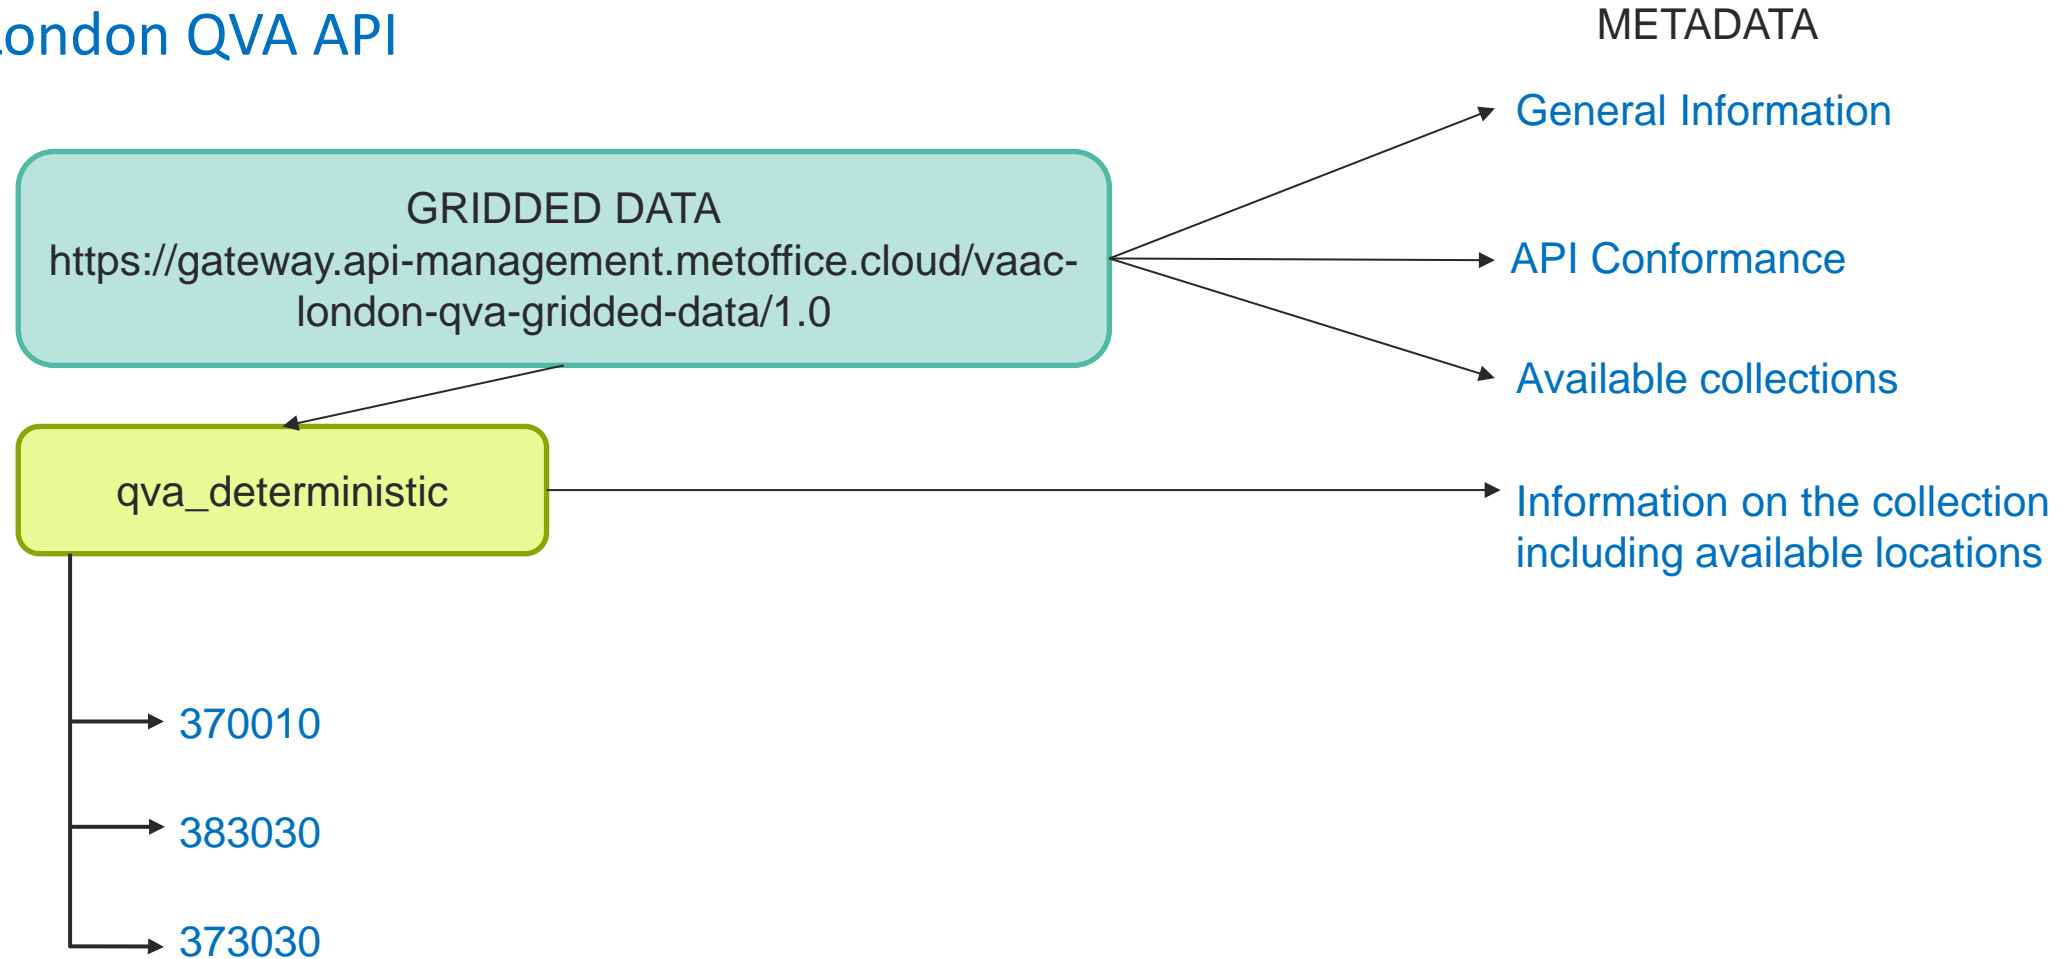 ondon QVA API
METADATA
General Information
GRIDDED DATA
https://gateway.api-management.metoffice.cloud/vaac-
london-qva-gridded-data/1.0
API Conformance
Available collections
qva_deterministic
Information on the collection
including available locations
370010
383030
373030